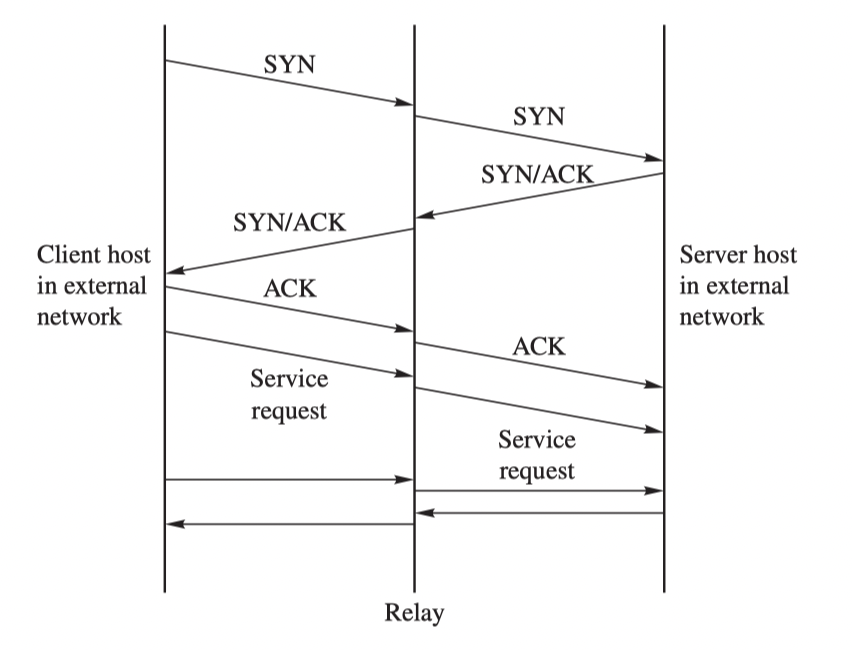 SYN
SYN
SYN/ACK
SYN/ACK
Client host
in external
network
Server host
in external
network
ACK
ACK
Service
request
Service
request
Relay